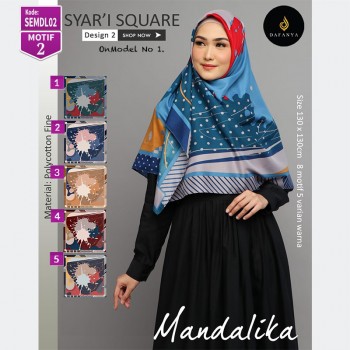 Kode:
SEMDL02
MOTIF
2
SYAR'I SQUARE
Design 2
SHOP NOW
OnModel No 1.
DAFANYA
1
2
3
4
5
Material: Polycotton Fine
Size 130 x 130cm 8 motif 5 varian warna
Mandalika